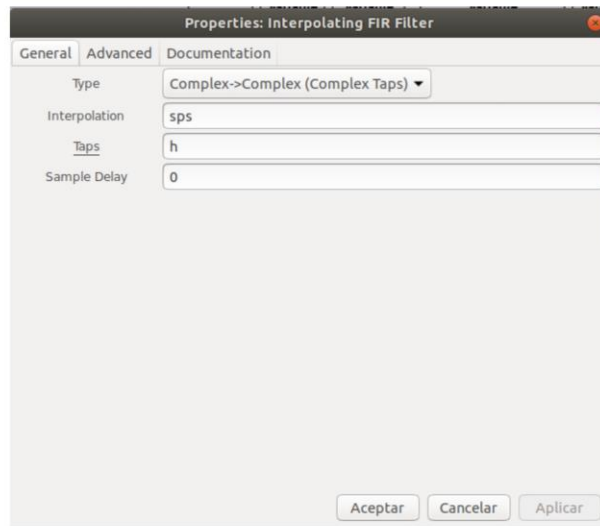 Properties: Interpolating FIR Filter
General Advanced Documentation
Type Complex->Complex (Complex Taps)
Interpolation sps
Taps h
Sample Delay 0
Aceptar Cancelar Aplicar